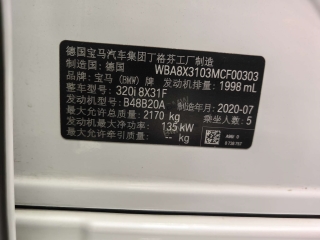 德国宝马汽车集团丁格芬工厂制造
制造国: 德国 WBA8X3103MCF00303
品牌: 宝马 (BMW) 牌 发动机排量: 1998 mL
整车型号: 320i 8X31F
发动机型号: B48B20A 制造年月: 2020-07
最大允许总质量: 2170 kg 乘坐人数: 5
发动机最大净功率: 135 kW
最大允许牵引质量: -- kg